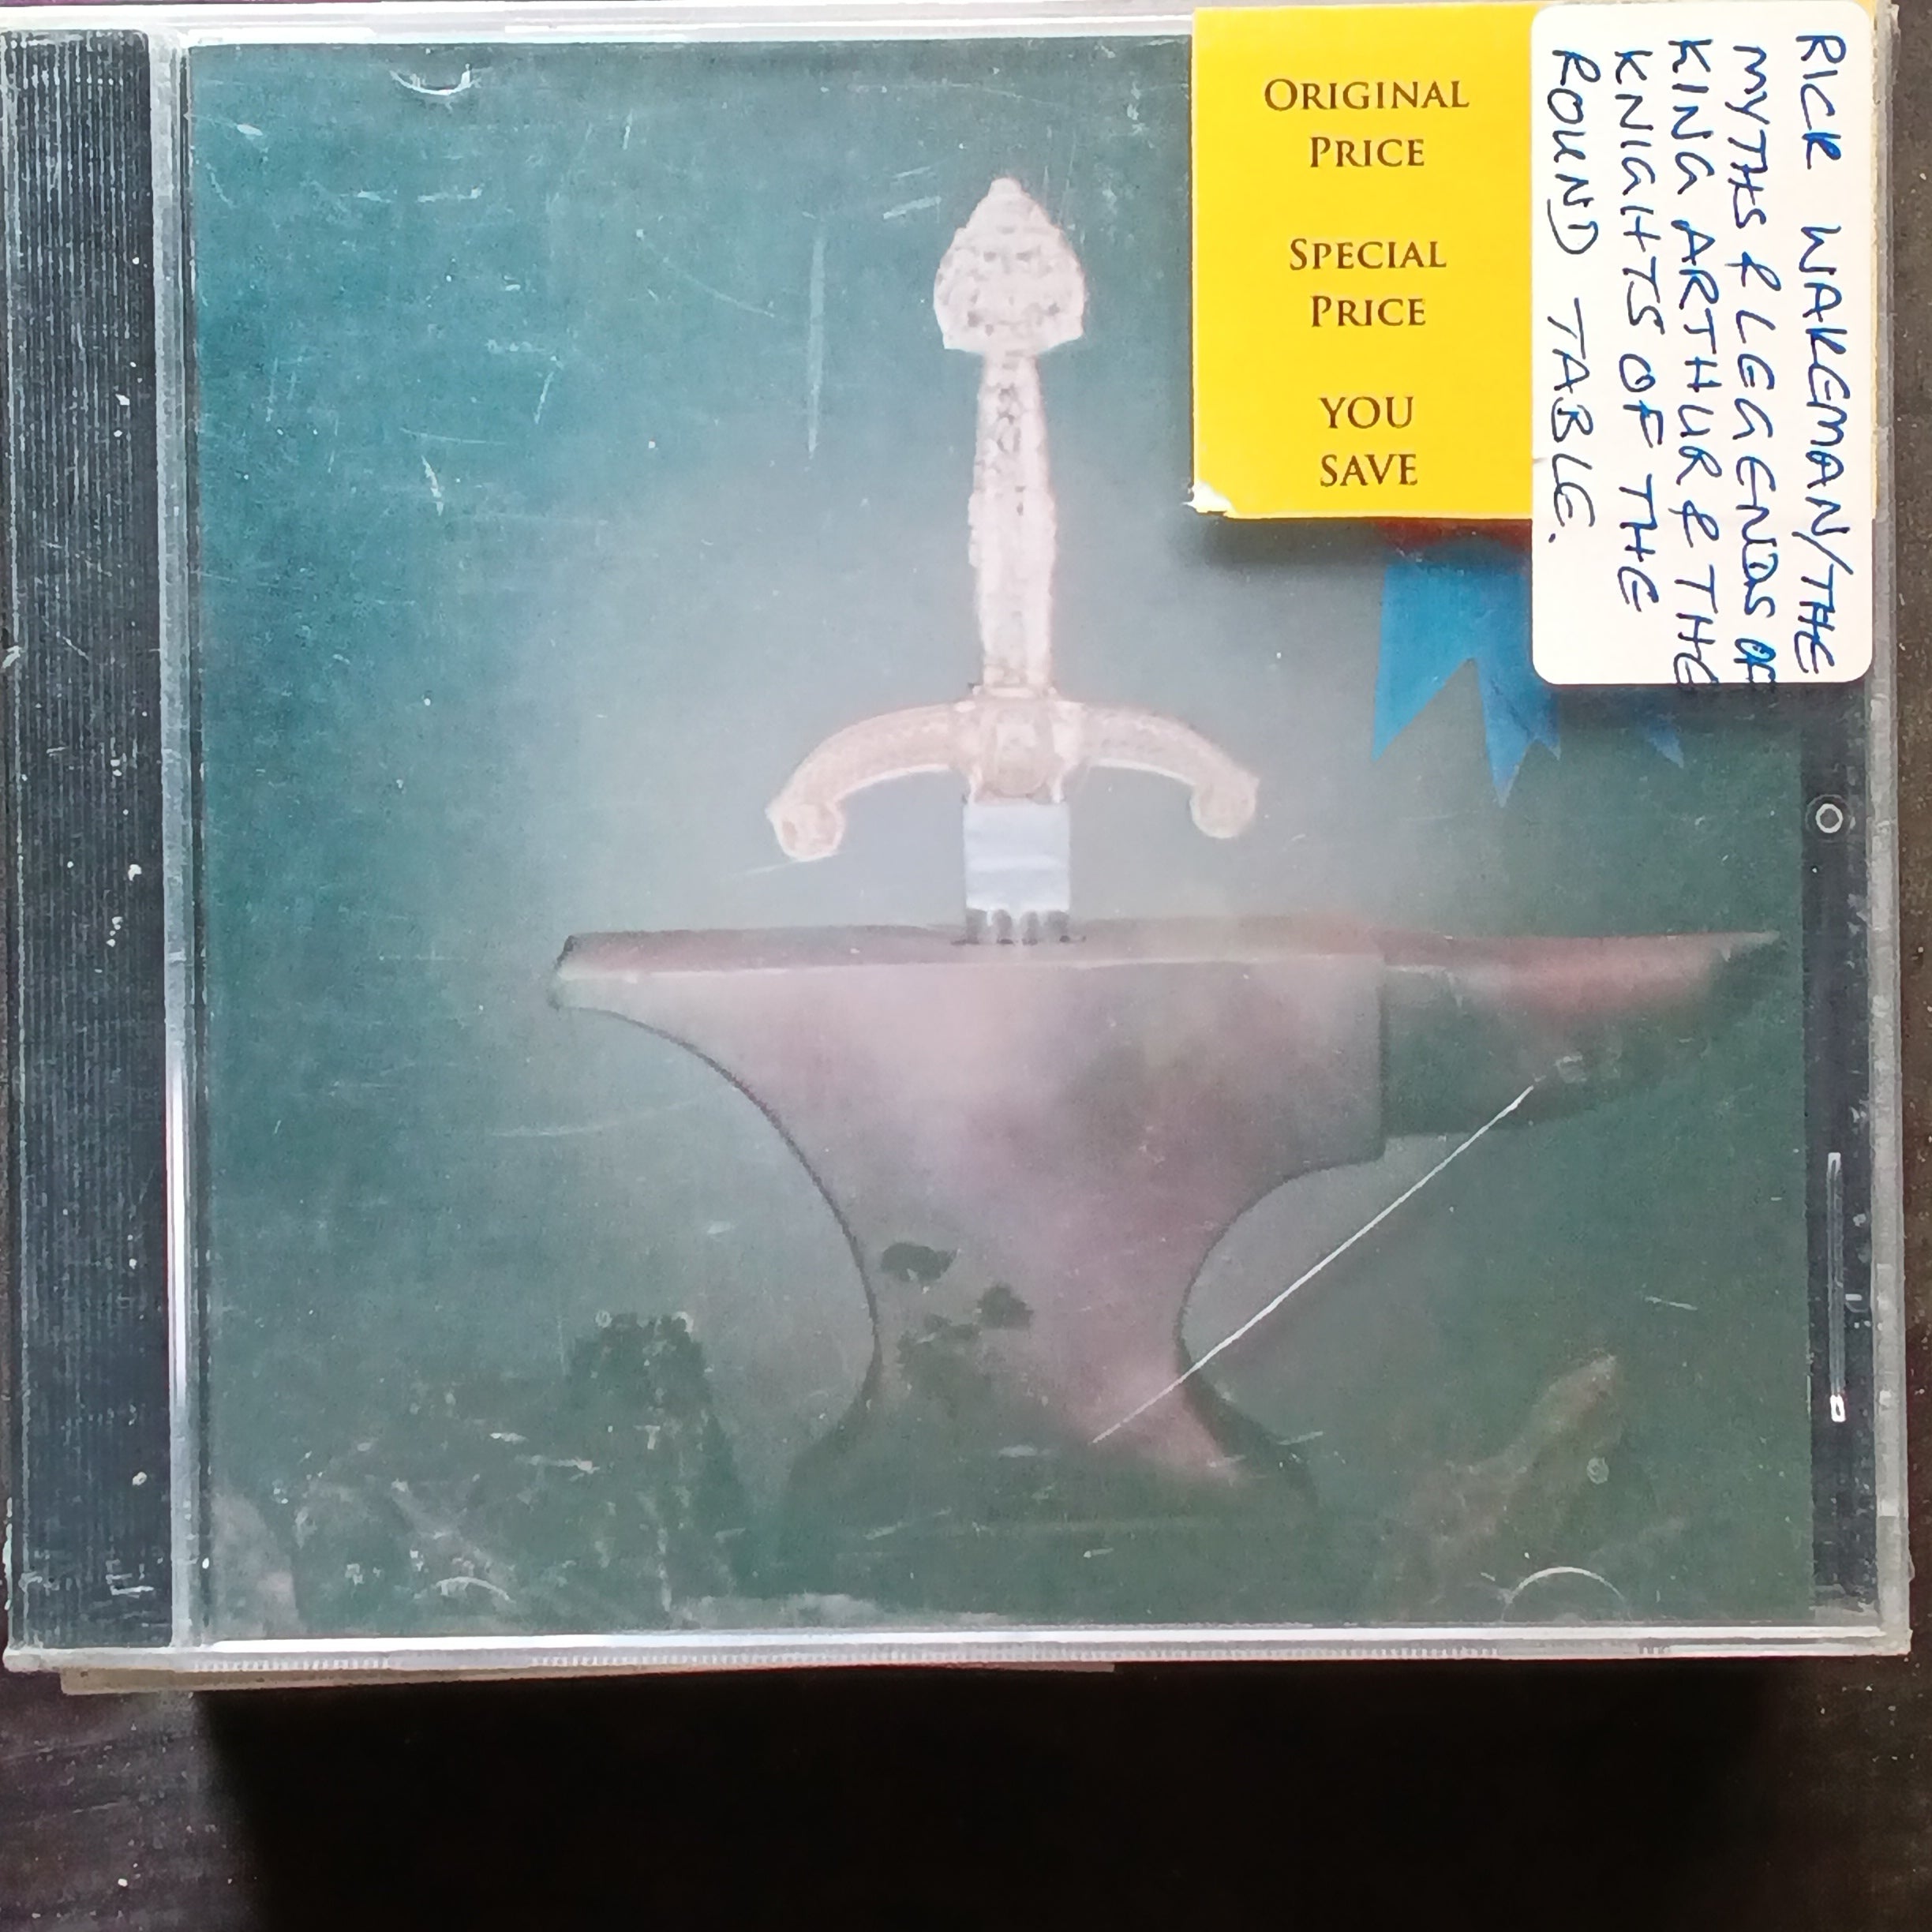 ORIGINAL
PRICE
SPECIAL
PRICE
YOU
SAVE
RICK WAKEMAN/THE
MYTHS & LEGENDS OF
KING ARTHUR & THE
KNIGHTS OF THE
ROUND TABLE.